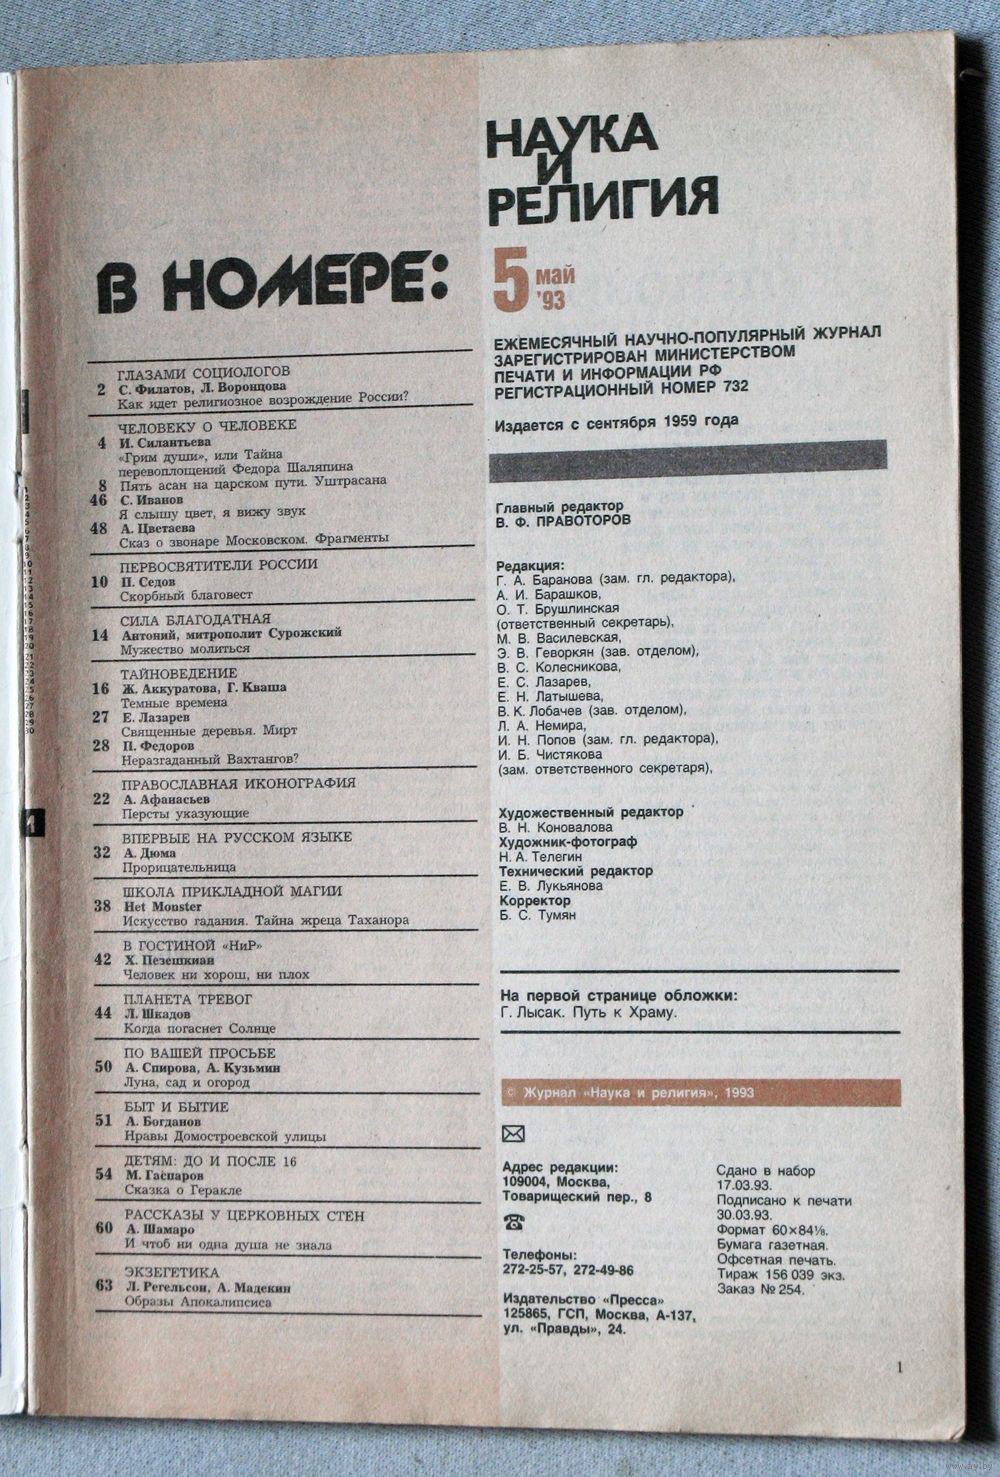 НАУКА
И
РЕЛИГИЯ
В НОМЕРЕ:
5 май
'93
ГЛАЗАМИ СОЦИОЛОГОВ
2 С. Филатов, Л. Воронцова
Как идет религиозное возрождение России?
ЧЕЛОВЕКУ О ЧЕЛОВЕКЕ
4 И. Силантьева
«Грим души», или Тайна
перевоплощений Федора Шаляпина
8 Пять асан на царском пути. Уштрасана
46 С. Иванов
Я слышу цвет, я вижу звук
48 А. Цветаева
Сказ о звонаре Московском. Фрагменты
ПЕРВОСВЯТИТЕЛИ РОССИИ
10 П. Седов
Скорбный благовест
СИЛА БЛАГОДАТНАЯ
14 Антоний, митрополит Сурожский
Мужество молиться
ТАЙНОВЕДЕНИЕ
16 Ж. Аккуратова, Г. Кваша
Темные времена
27 Е. Лазарев
Священные деревья. Мирт
28 П. Федоров
Неразгаданный Вахтангов?
ПРАВОСЛАВНАЯ ИКОНОГРАФИЯ
22 А. Афанасьев
Персты указующие
ВПЕРВЫЕ НА РУССКОМ ЯЗЫКЕ
32 А. Дюма
Прорицательница
ШКОЛА ПРИКЛАДНОЙ МАГИИ
38 Het Monster
Искусство гадания. Тайна жреца Таханора
В ГОСТИНОЙ «НиР»
42 Х. Пезешкиан
Человек ни хорош, ни плох
ПЛАНЕТА ТРЕВОГ
44 Л. Шкадов
Когда погаснет Солнце
ПО ВАШЕЙ ПРОСЬБЕ
50 А. Спирова, А. Кузьмин
Луна, сад и огород
БЫТ И БЫТИЕ
51 А. Богданов
Нравы Домостроевской улицы
ДЕТЯМ: ДО И ПОСЛЕ 16
54 М. Гаспаров
Сказка о Геракле
РАССКАЗЫ У ЦЕРКОВНЫХ СТЕН
60 А. Шамаро
И чтоб ни одна душа не знала
ЭКЗЕГЕТИКА
63 Л. Регельсон, А. Мадекин
Образы Апокалипсиса
ЕЖЕМЕСЯЧНЫЙ НАУЧНО-ПОПУЛЯРНЫЙ ЖУРНАЛ
ЗАРЕГИСТРИРОВАН МИНИСТЕРСТВОМ
ПЕЧАТИ И ИНФОРМАЦИИ РФ
РЕГИСТРАЦИОННЫЙ НОМЕР 732
Издается с сентября 1959 года
Главный редактор
В. Ф. ПРАВОТОРОВ
Редакция:
Г. А. Баранова (зам. гл. редактора),
А. И. Барашков,
О. Т. Брушлинская
(ответственный секретарь),
М. В. Василевская,
Э. В. Геворкян (зав. отделом),
В. С. Колесникова,
Е. С. Лазарев,
Е. Н. Латышева,
В. К. Лобачев (зав. отделом),
Л. А. Немира,
И. Н. Попов (зам. гл. редактора),
И. Б. Чистякова
(зам. ответственного секретаря),
Художественный редактор
В. Н. Коновалова
Художник-фотограф
Н. А. Телегин
Технический редактор
Е. В. Лукьянова
Корректор
Б. С. Тумян
На первой странице обложки:
Г. Лысак. Путь к Храму.
© Журнал «Наука и религия», 1993
Адрес редакции:
109004, Москва,
Товарищеский пер., 8
Телефоны:
272-25-57, 272-49-86
Издательство «Пресса»
125865, ГСП, Москва, А-137,
ул. «Правды», 24.
Сдано в набор
17.03.93.
Подписано к печати
30.03.93.
Формат 60×84⅛.
Бумага газетная.
Офсетная печать.
Тираж 156 039 экз.
Заказ № 254.
1
www.ay.by